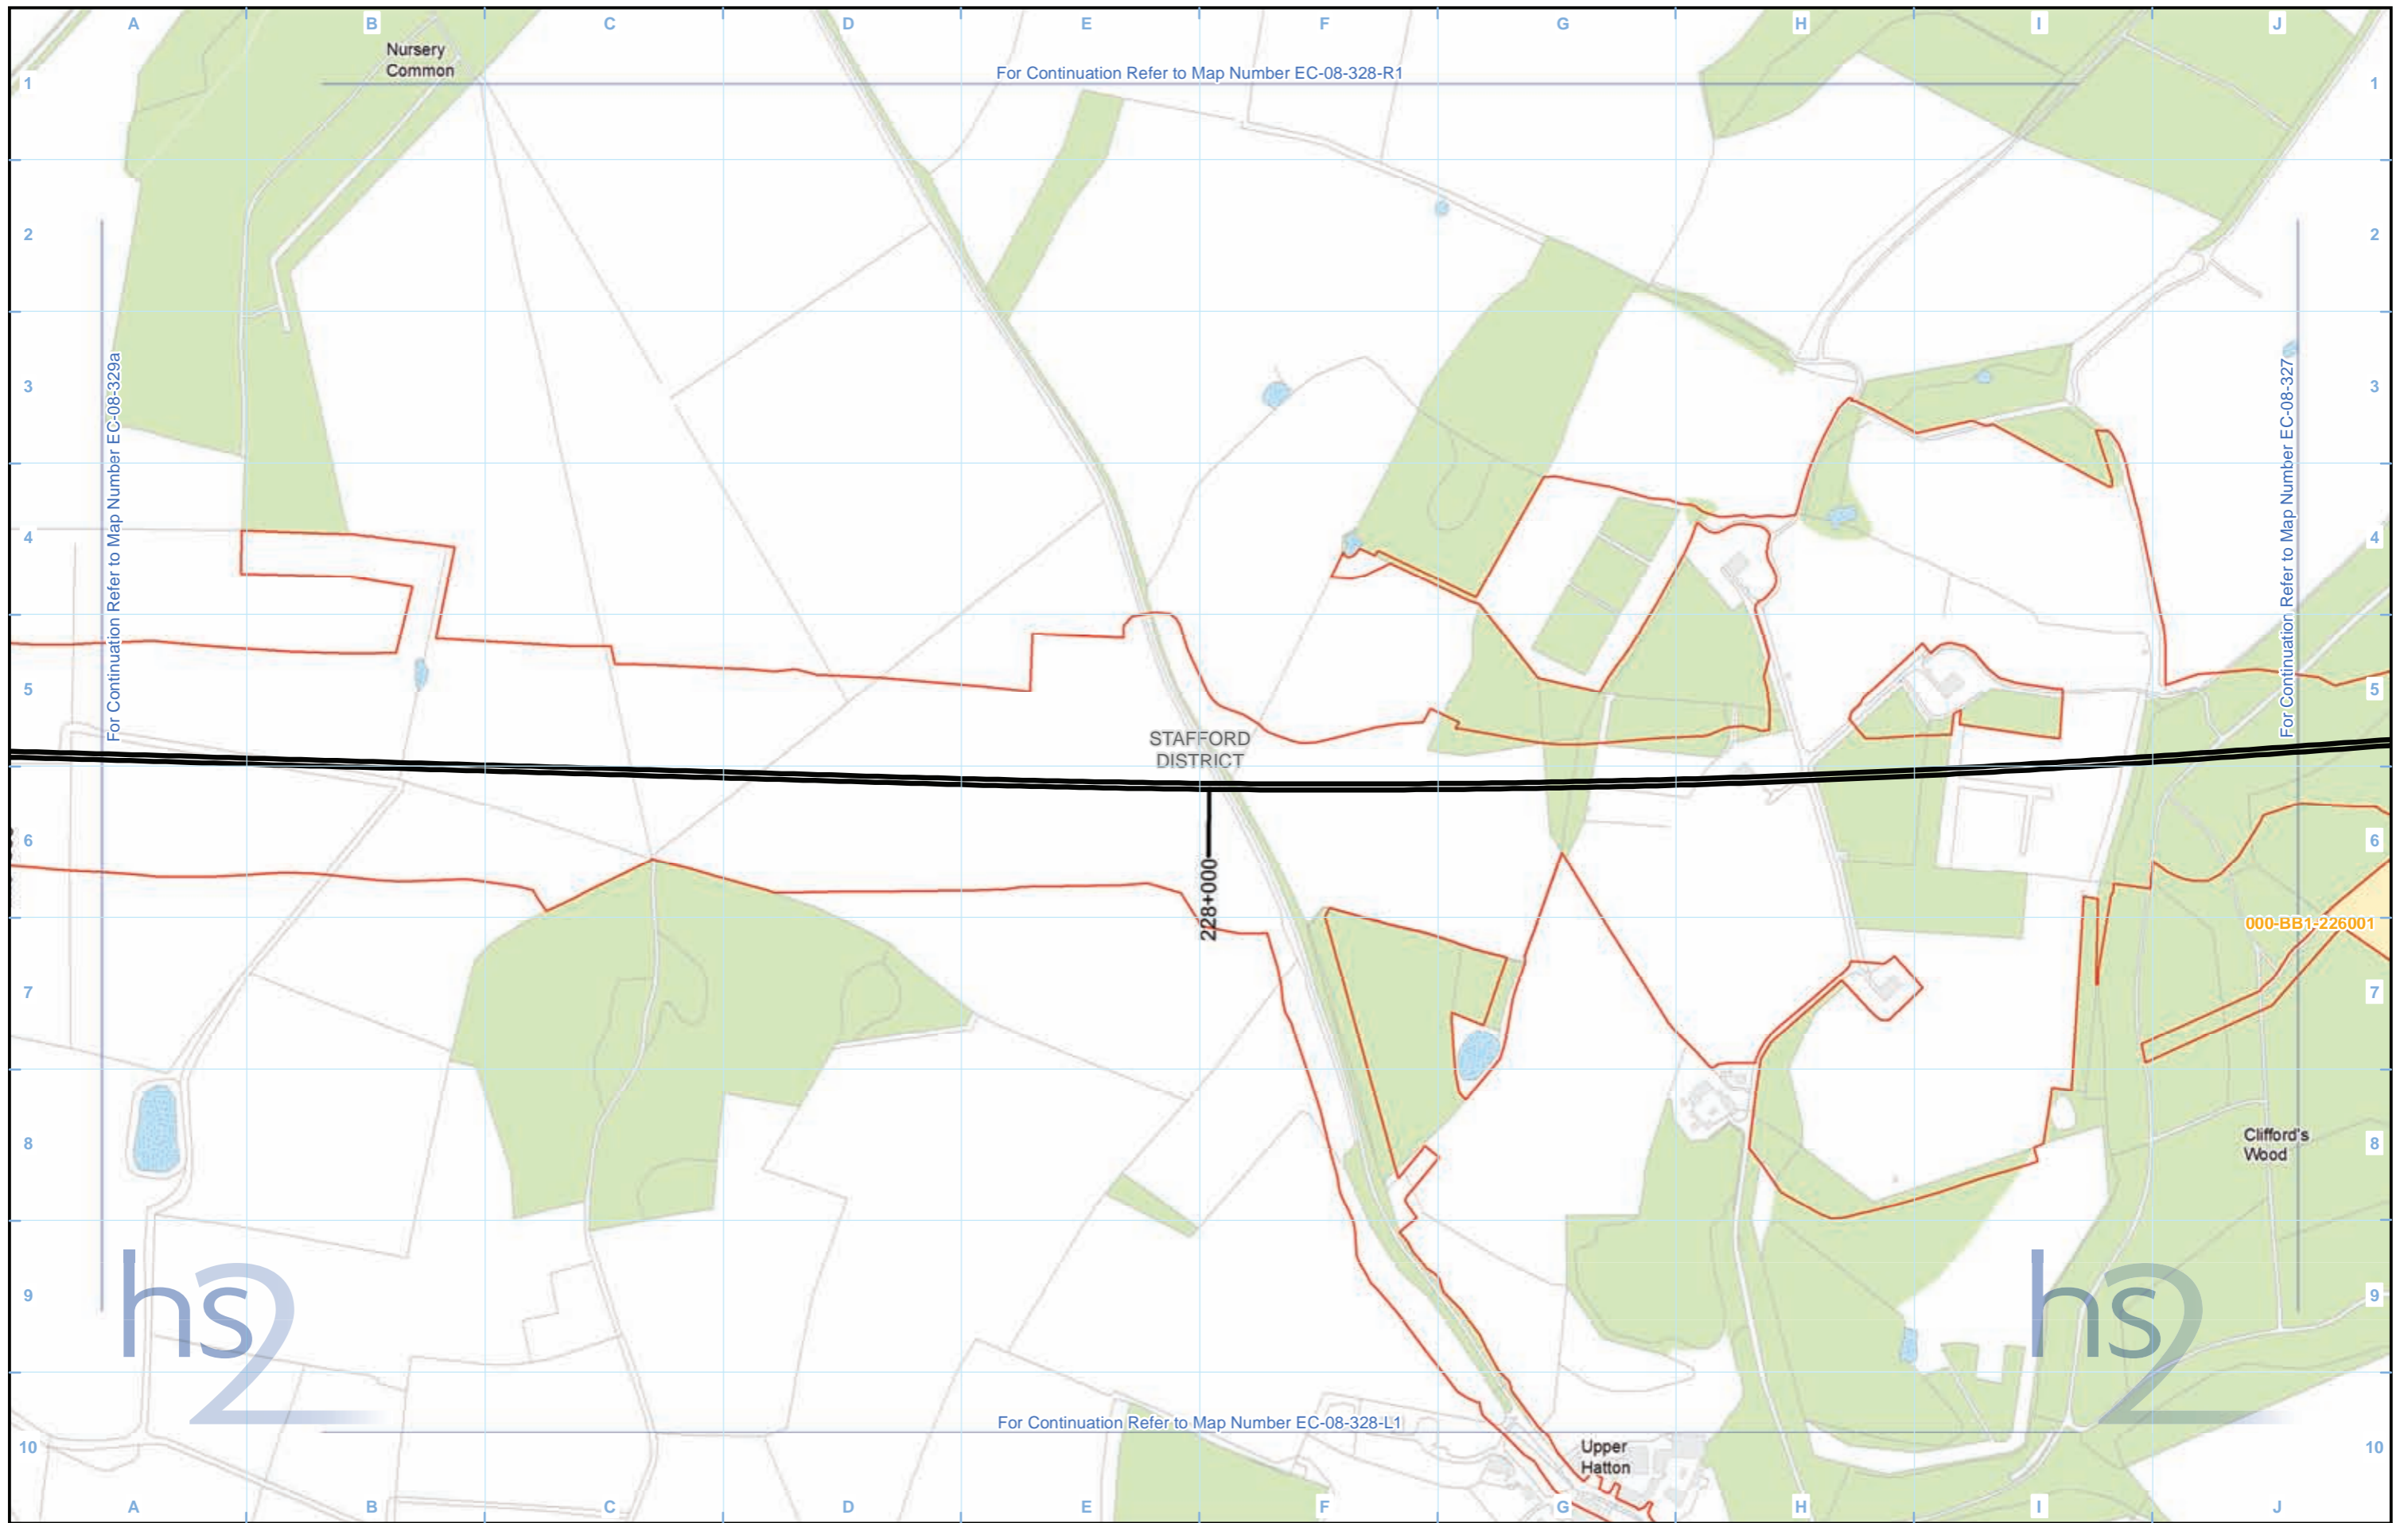 A B C D E F G H I J
Nursery
Common
For Continuation Refer to Map Number EC-08-328-R1
1 1
2 2
For Continuation Refer to Map Number EC-08-329a
For Continuation Refer to Map Number EC-08-327
3 3
4 4
5 5
STAFFORD
DISTRICT
6 6
228+000
000-BB1-226001
7 7
8 8
Clifford's
Wood
9 9
hs2
hs2
For Continuation Refer to Map Number EC-08-328-L1
10 10
Upper
Hatton
A B C D E F G H I J